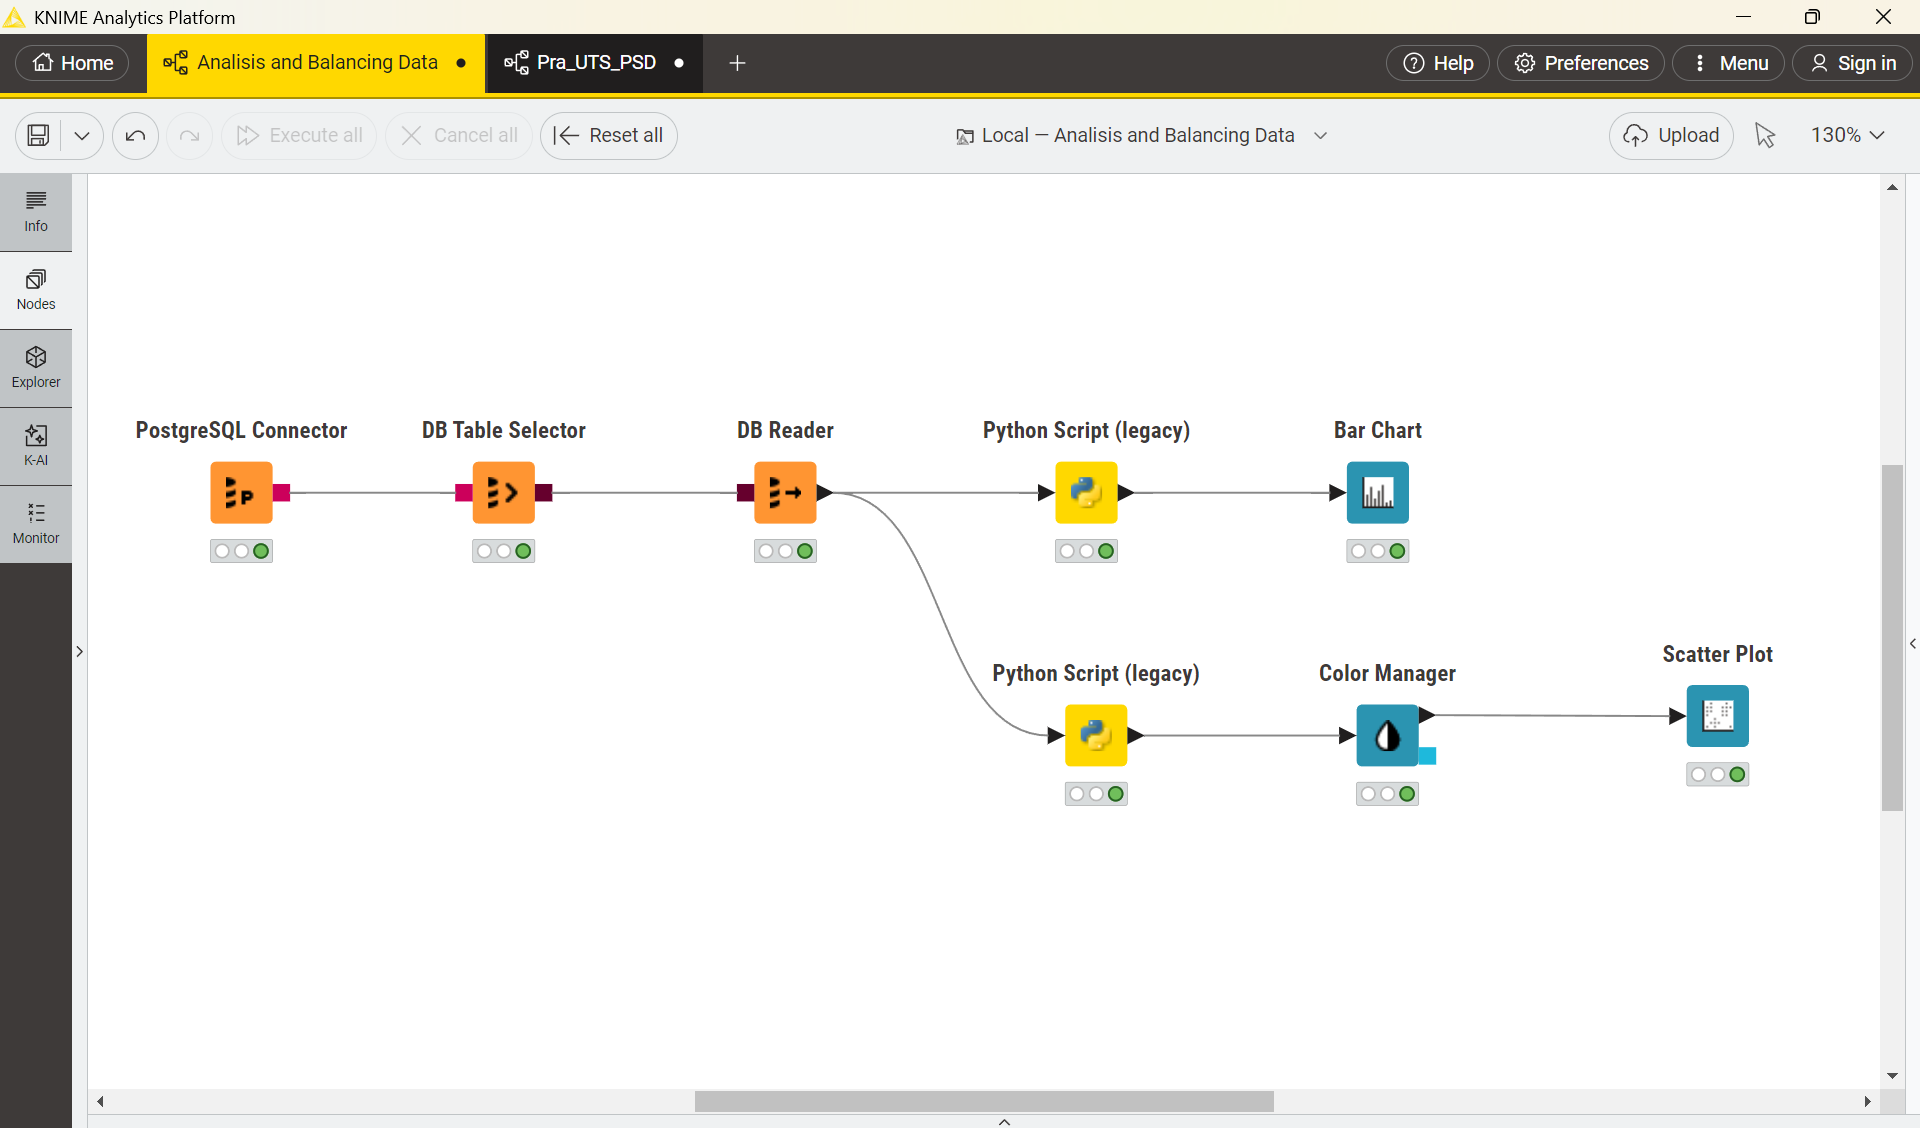 KNIME Analytics Platform
Home
Analisis and Balancing Data
Pra_UTS_PSD
Help
Preferences
Menu
Sign in
Execute all
Cancel all
Reset all
Local — Analisis and Balancing Data
Upload
130%
Info
Nodes
Explorer
K-AI
Monitor
PostgreSQL Connector
DB Table Selector
DB Reader
Python Script (legacy)
Bar Chart
Python Script (legacy)
Color Manager
Scatter Plot